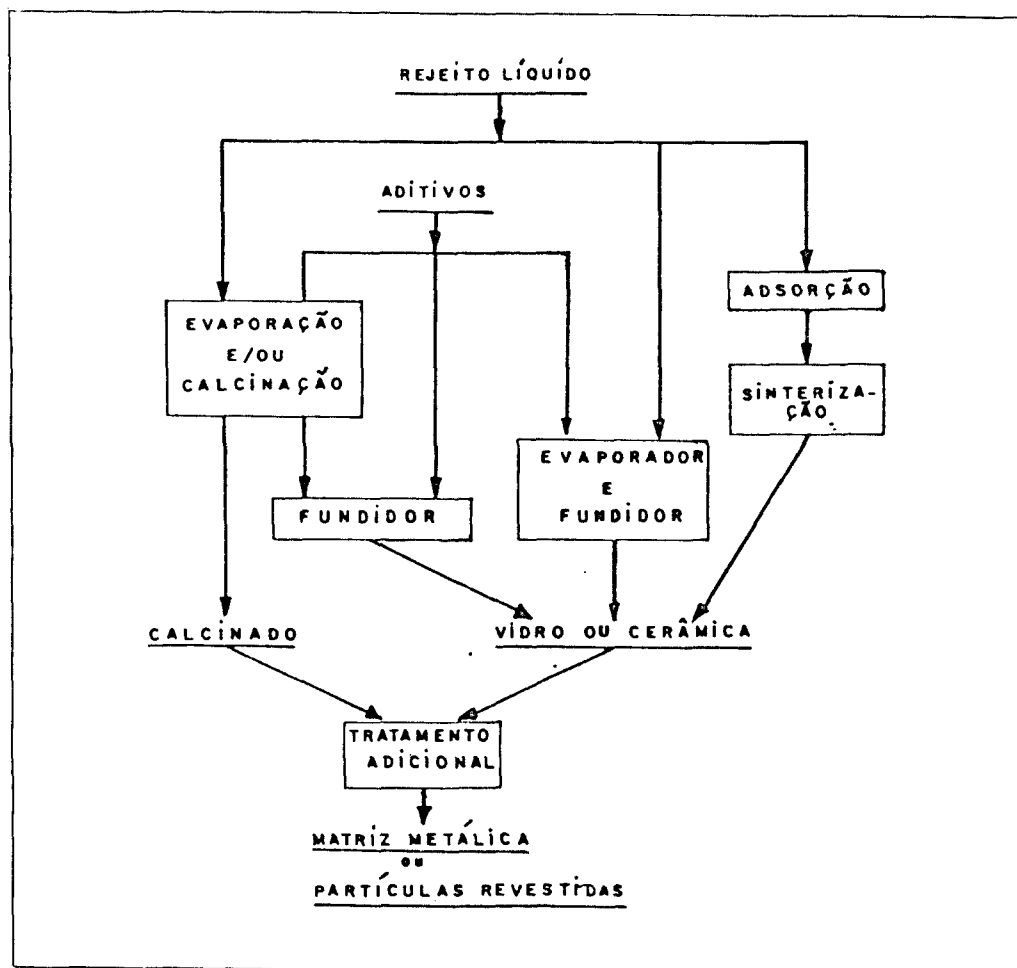 REJEITO LÍQUIDO
ADITIVOS
ADSORÇÃO
EVAPORAÇÃO
E/OU
CALCINAÇÃO
SINTERIZA-
ÇÃO
EVAPORADOR
E
FUNDIDOR
FUNDIDOR
CALCINADO
VIDRO OU CERÂMICA
TRATAMENTO
ADICIONAL
MATRIZ METÁLICA
OU
PARTÍCULAS REVESTIDAS